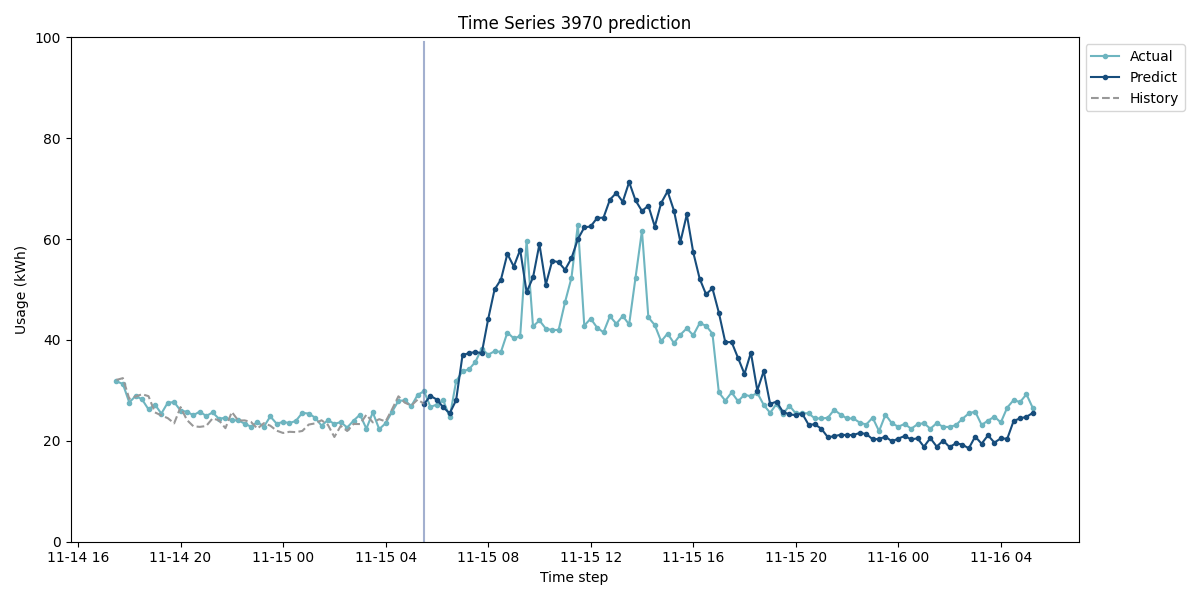 Time Series 3970 prediction
100
80
60
40
20
0
Usage (kWh)
11-14 16 11-14 20 11-15 00 11-15 04 11-15 08 11-15 12 11-15 16 11-15 20 11-16 00 11-16 04
Time step
Actual
Predict
History